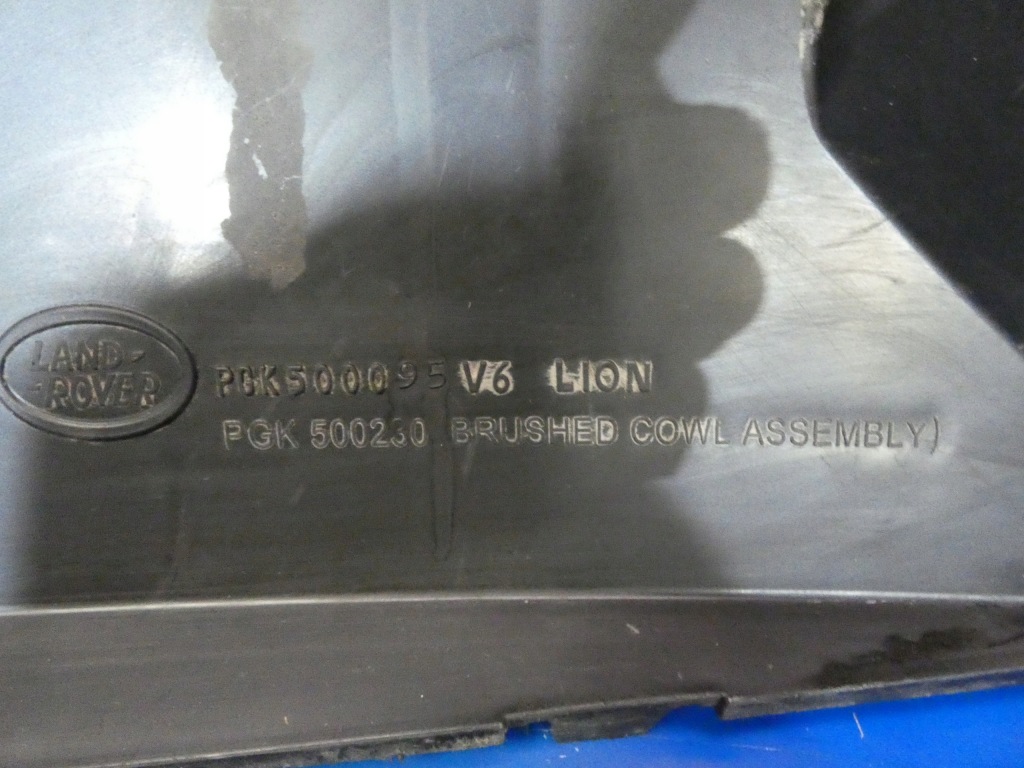 LAND-
-ROVER
PGK500095 V6 LION
PGK 500230 (BRUSHED COWL ASSEMBLY)